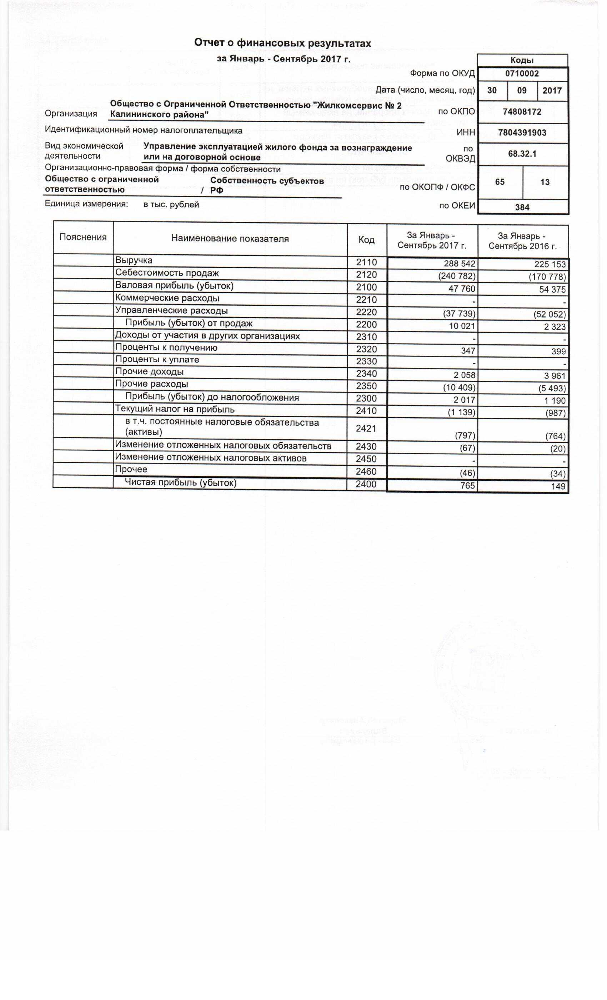 Отчет о финансовых результатах
за Январь - Сентябрь 2017 г.
Коды
Форма по ОКУД 0710002
Дата (число, месяц, год) 30 09 2017
Общество с Ограниченной Ответственностью "Жилкомсервис № 2
Организация Калининского района" по ОКПО 74808172
Идентификационный номер налогоплательщика ИНН 7804391903
Вид экономической Управление эксплуатацией жилого фонда за вознаграждение по
деятельности или на договорной основе ОКВЭД 68.32.1
Организационно-правовая форма / форма собственности
Общество с ограниченной Собственность субъектов
ответственностью / РФ по ОКОПФ / ОКФС 65 13
Единица измерения: в тыс. рублей по ОКЕИ 384
Пояснения Наименование показателя Код За Январь - Сентябрь 2017 г. За Январь - Сентябрь 2016 г.
Выручка 2110 288 542 225 153
Себестоимость продаж 2120 (240 782) (170 778)
Валовая прибыль (убыток) 2100 47 760 54 375
Коммерческие расходы 2210 - -
Управленческие расходы 2220 (37 739) (52 052)
Прибыль (убыток) от продаж 2200 10 021 2 323
Доходы от участия в других организациях 2310 - -
Проценты к получению 2320 347 399
Проценты к уплате 2330 - -
Прочие доходы 2340 2 058 3 961
Прочие расходы 2350 (10 409) (5 493)
Прибыль (убыток) до налогообложения 2300 2 017 1 190
Текущий налог на прибыль 2410 (1 139) (987)
в т.ч. постоянные налоговые обязательства
(активы) 2421 (797) (764)
Изменение отложенных налоговых обязательств 2430 (67) (20)
Изменение отложенных налоговых активов 2450 - -
Прочее 2460 (46) (34)
Чистая прибыль (убыток) 2400 765 149